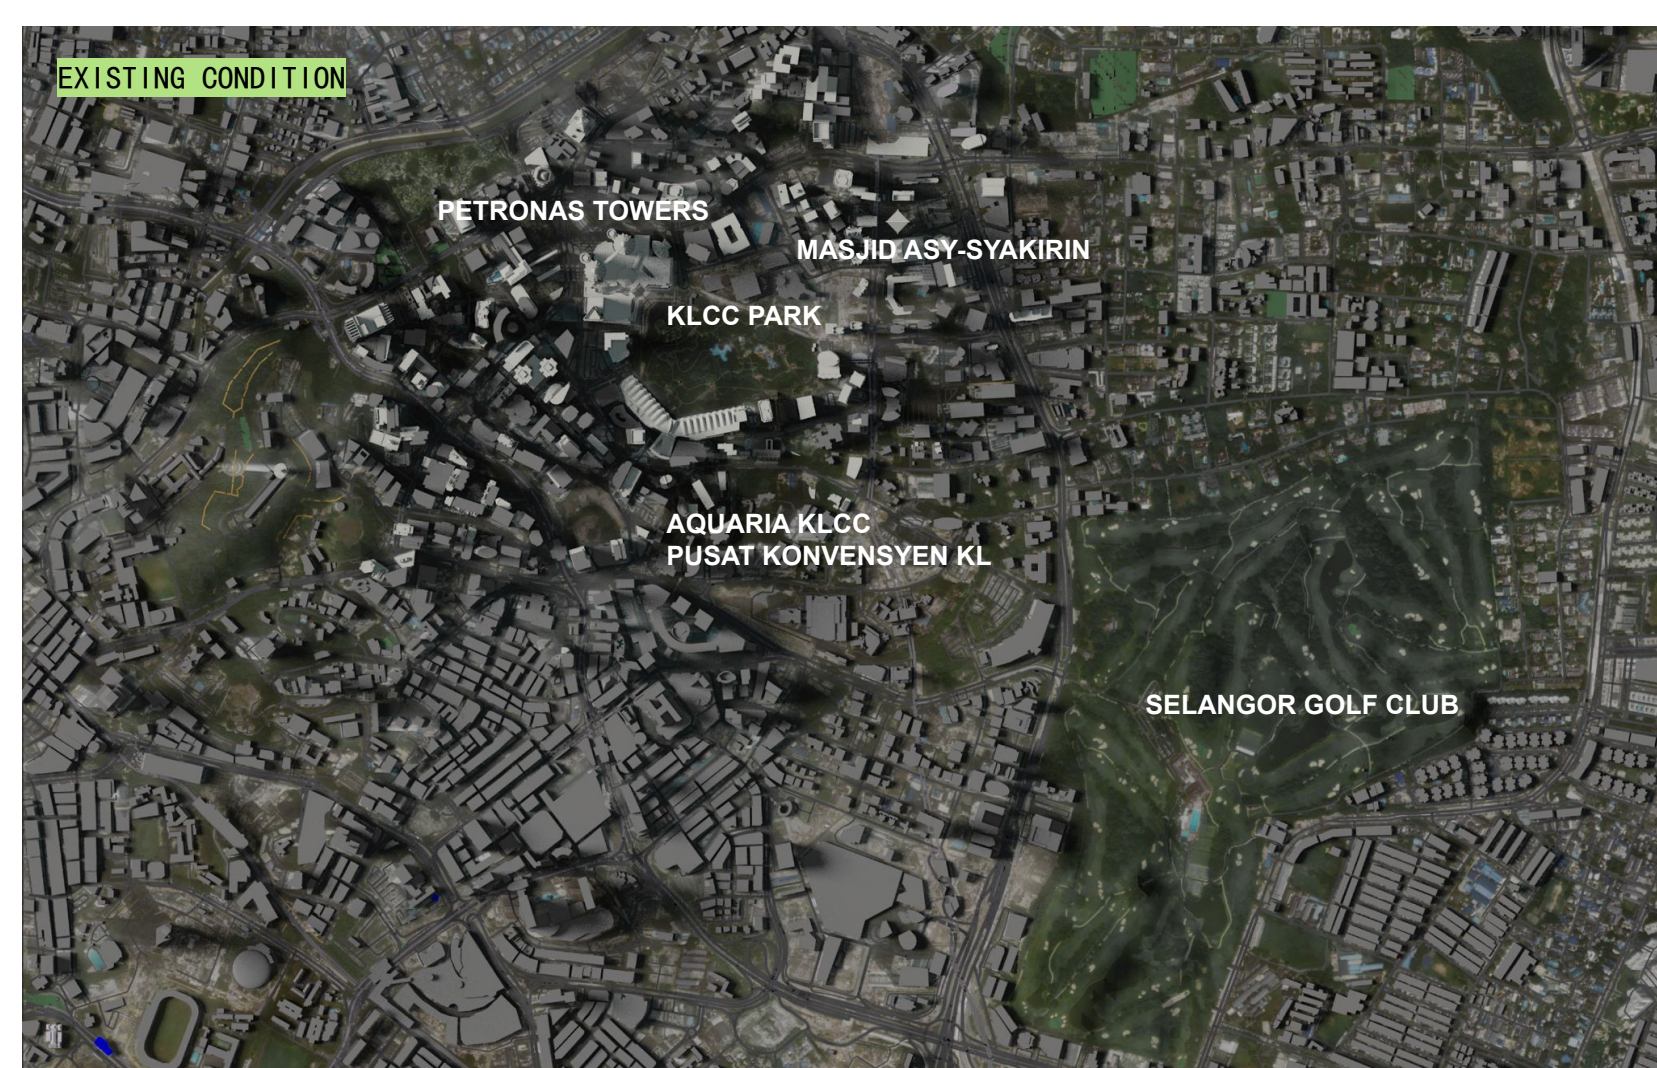 EXISTING CONDITION
PETRONAS TOWERS
MASJID ASY-SYAKIRIN
KLCC PARK
AQUARIA KLCC
PUSAT KONVENSYEN KL
SELANGOR GOLF CLUB